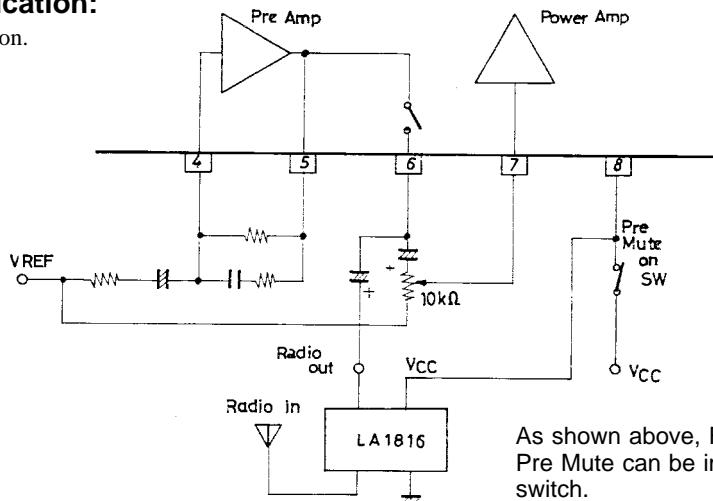 ication:
on.
Pre Amp
Power Amp
4
5
6
7
8
VREF
+
+
10kΩ
Pre
Mute
on
SW
Radio
out
VCC
VCC
Radio in
LA1816
As shown above,
Pre Mute can be in
switch.